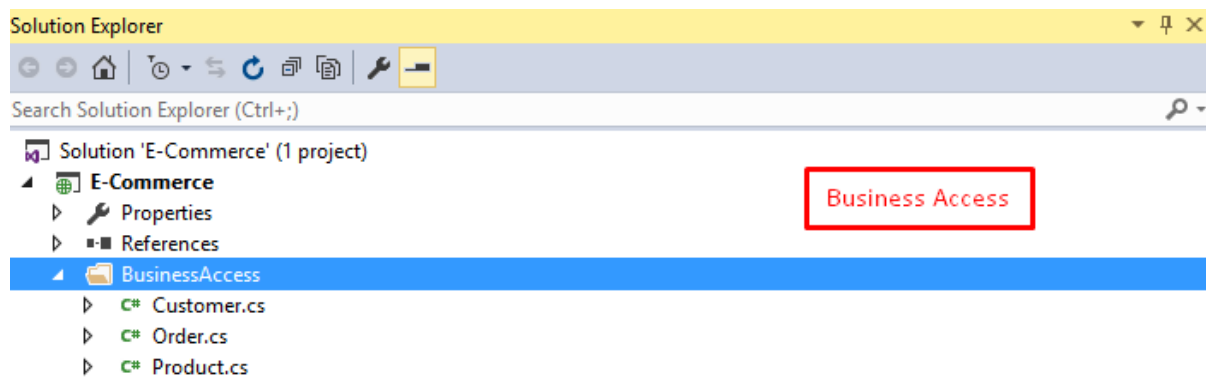 Solution Explorer
Search Solution Explorer (Ctrl+;)
Solution 'E-Commerce' (1 project)
E-Commerce
Business Access
Properties
References
BusinessAccess
C# Customer.cs
C# Order.cs
C# Product.cs